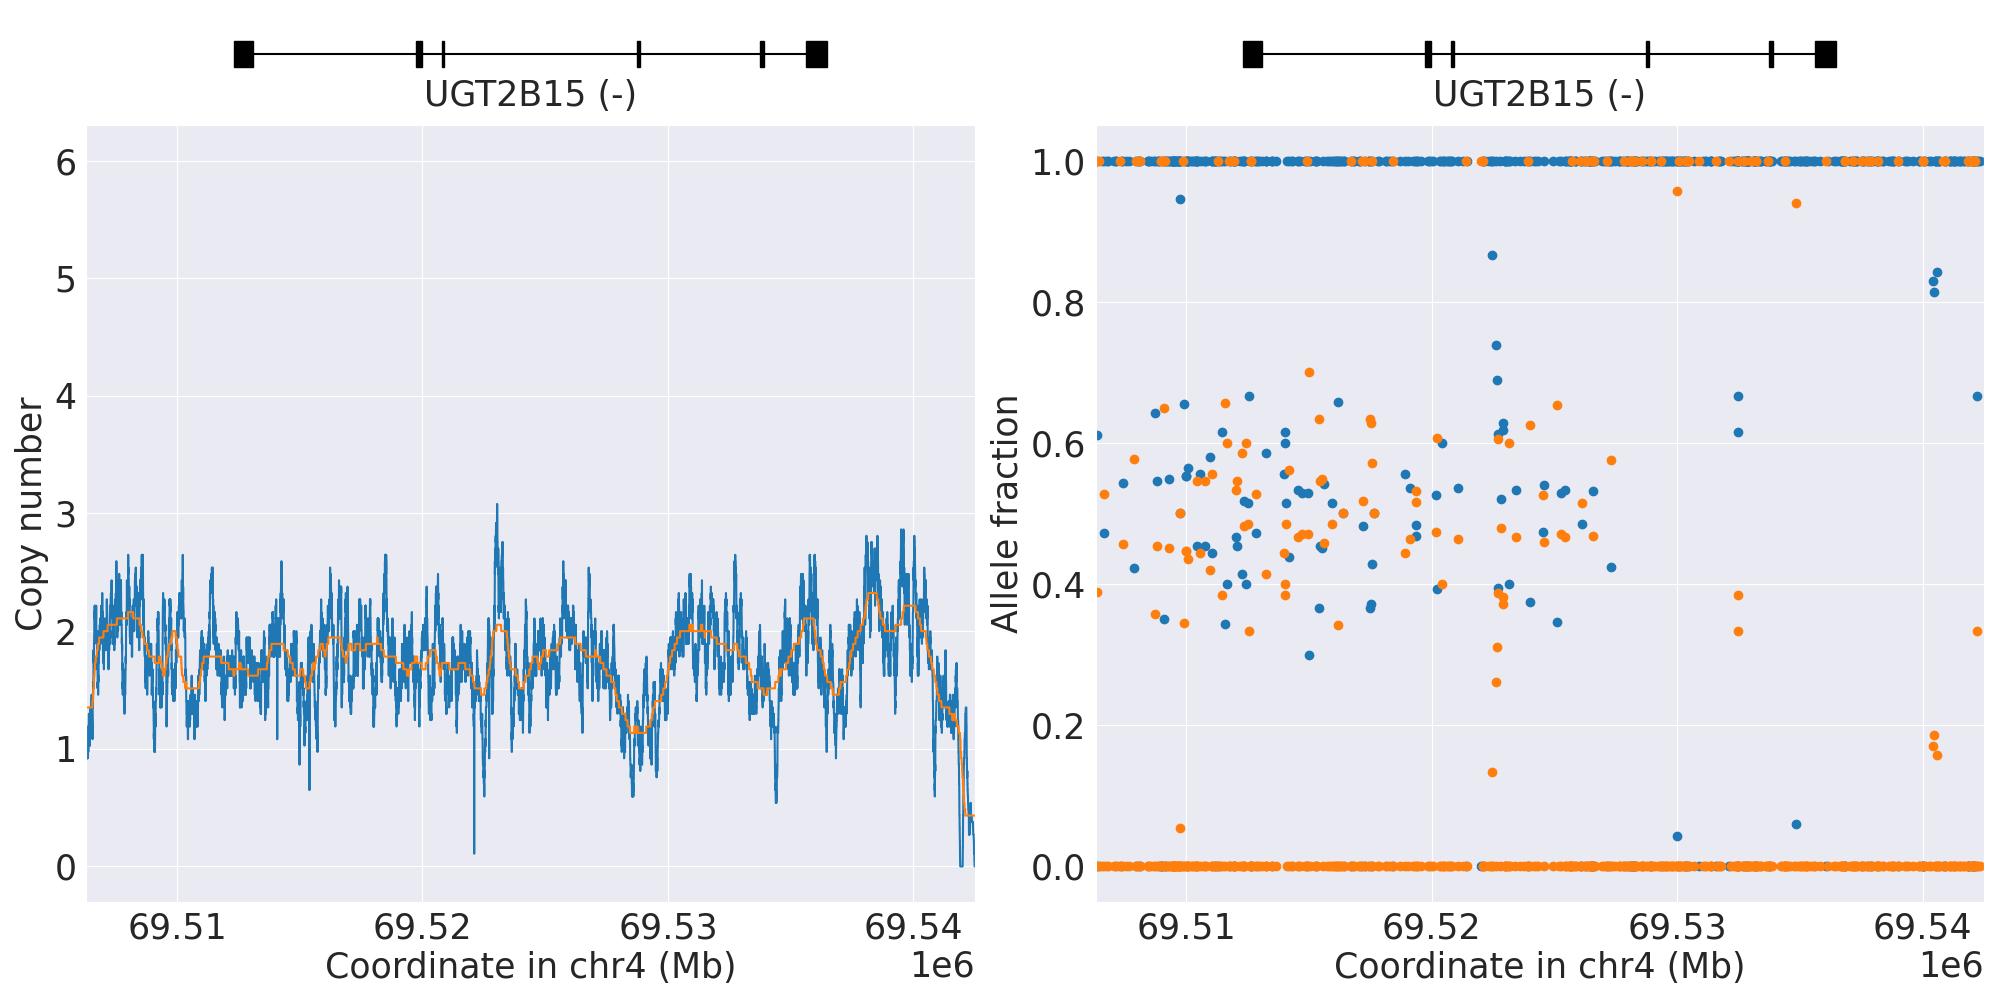 UGT2B15 (-)
6
5
4
3
2
1
0
Copy number
69.51 69.52 69.53 69.54
Coordinate in chr4 (Mb)
1e6
UGT2B15 (-)
1.0
0.8
0.6
0.4
0.2
0.0
Allele fraction
69.51 69.52 69.53 69.54
Coordinate in chr4 (Mb)
1e6